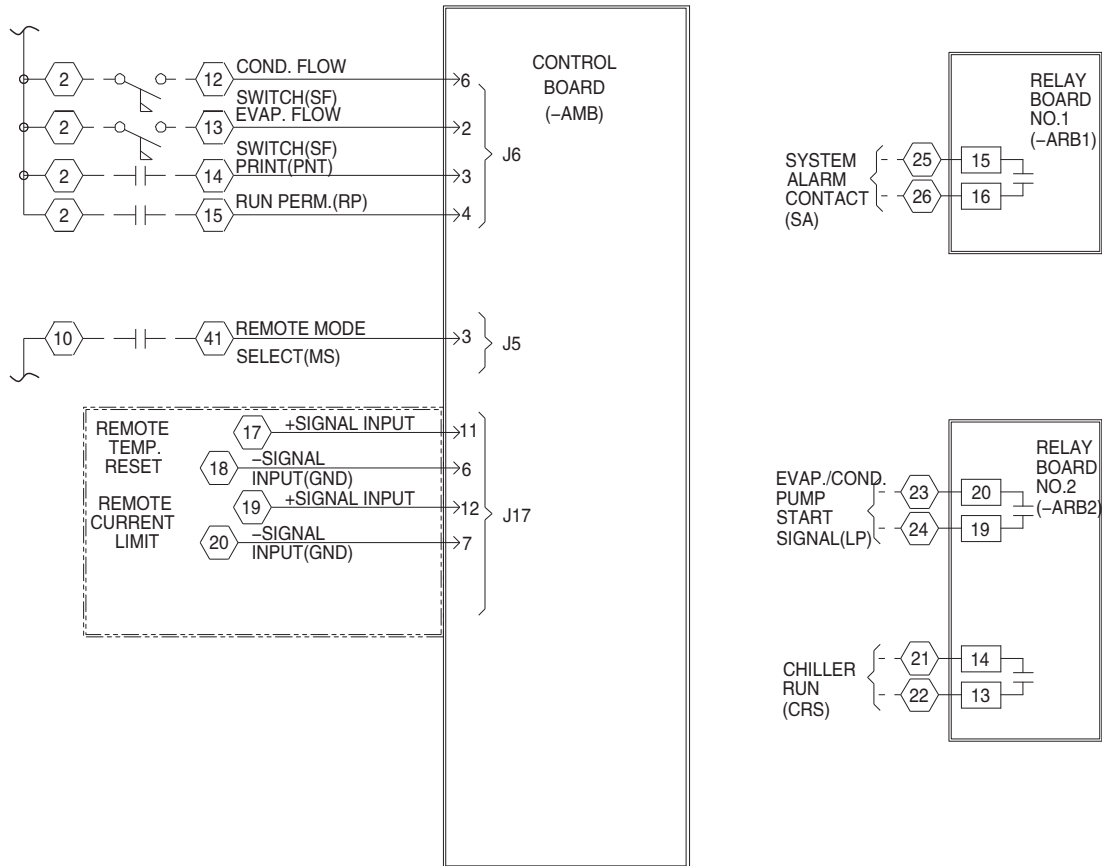 2 12 COND. FLOW 6
SWITCH(SF)
2 13 EVAP. FLOW 2
SWITCH(SF)
2 14 PRINT(PNT) 3
2 15 RUN PERM.(RP) 4
J6
10 41 REMOTE MODE 3
SELECT(MS)
J5
REMOTE
TEMP.
RESET
17 +SIGNAL INPUT 11
18 −SIGNAL 6
INPUT(GND)
REMOTE
CURRENT
LIMIT
19 +SIGNAL INPUT 12
20 −SIGNAL 7
INPUT(GND)
J17
CONTROL
BOARD
(−AMB)
SYSTEM
ALARM
CONTACT
(SA)
25 15
26 16
RELAY
BOARD
NO.1
(−ARB1)
EVAP./COND.
PUMP
START
SIGNAL(LP)
23 20
24 19
RELAY
BOARD
NO.2
(−ARB2)
CHILLER
RUN
(CRS)
21 14
22 13